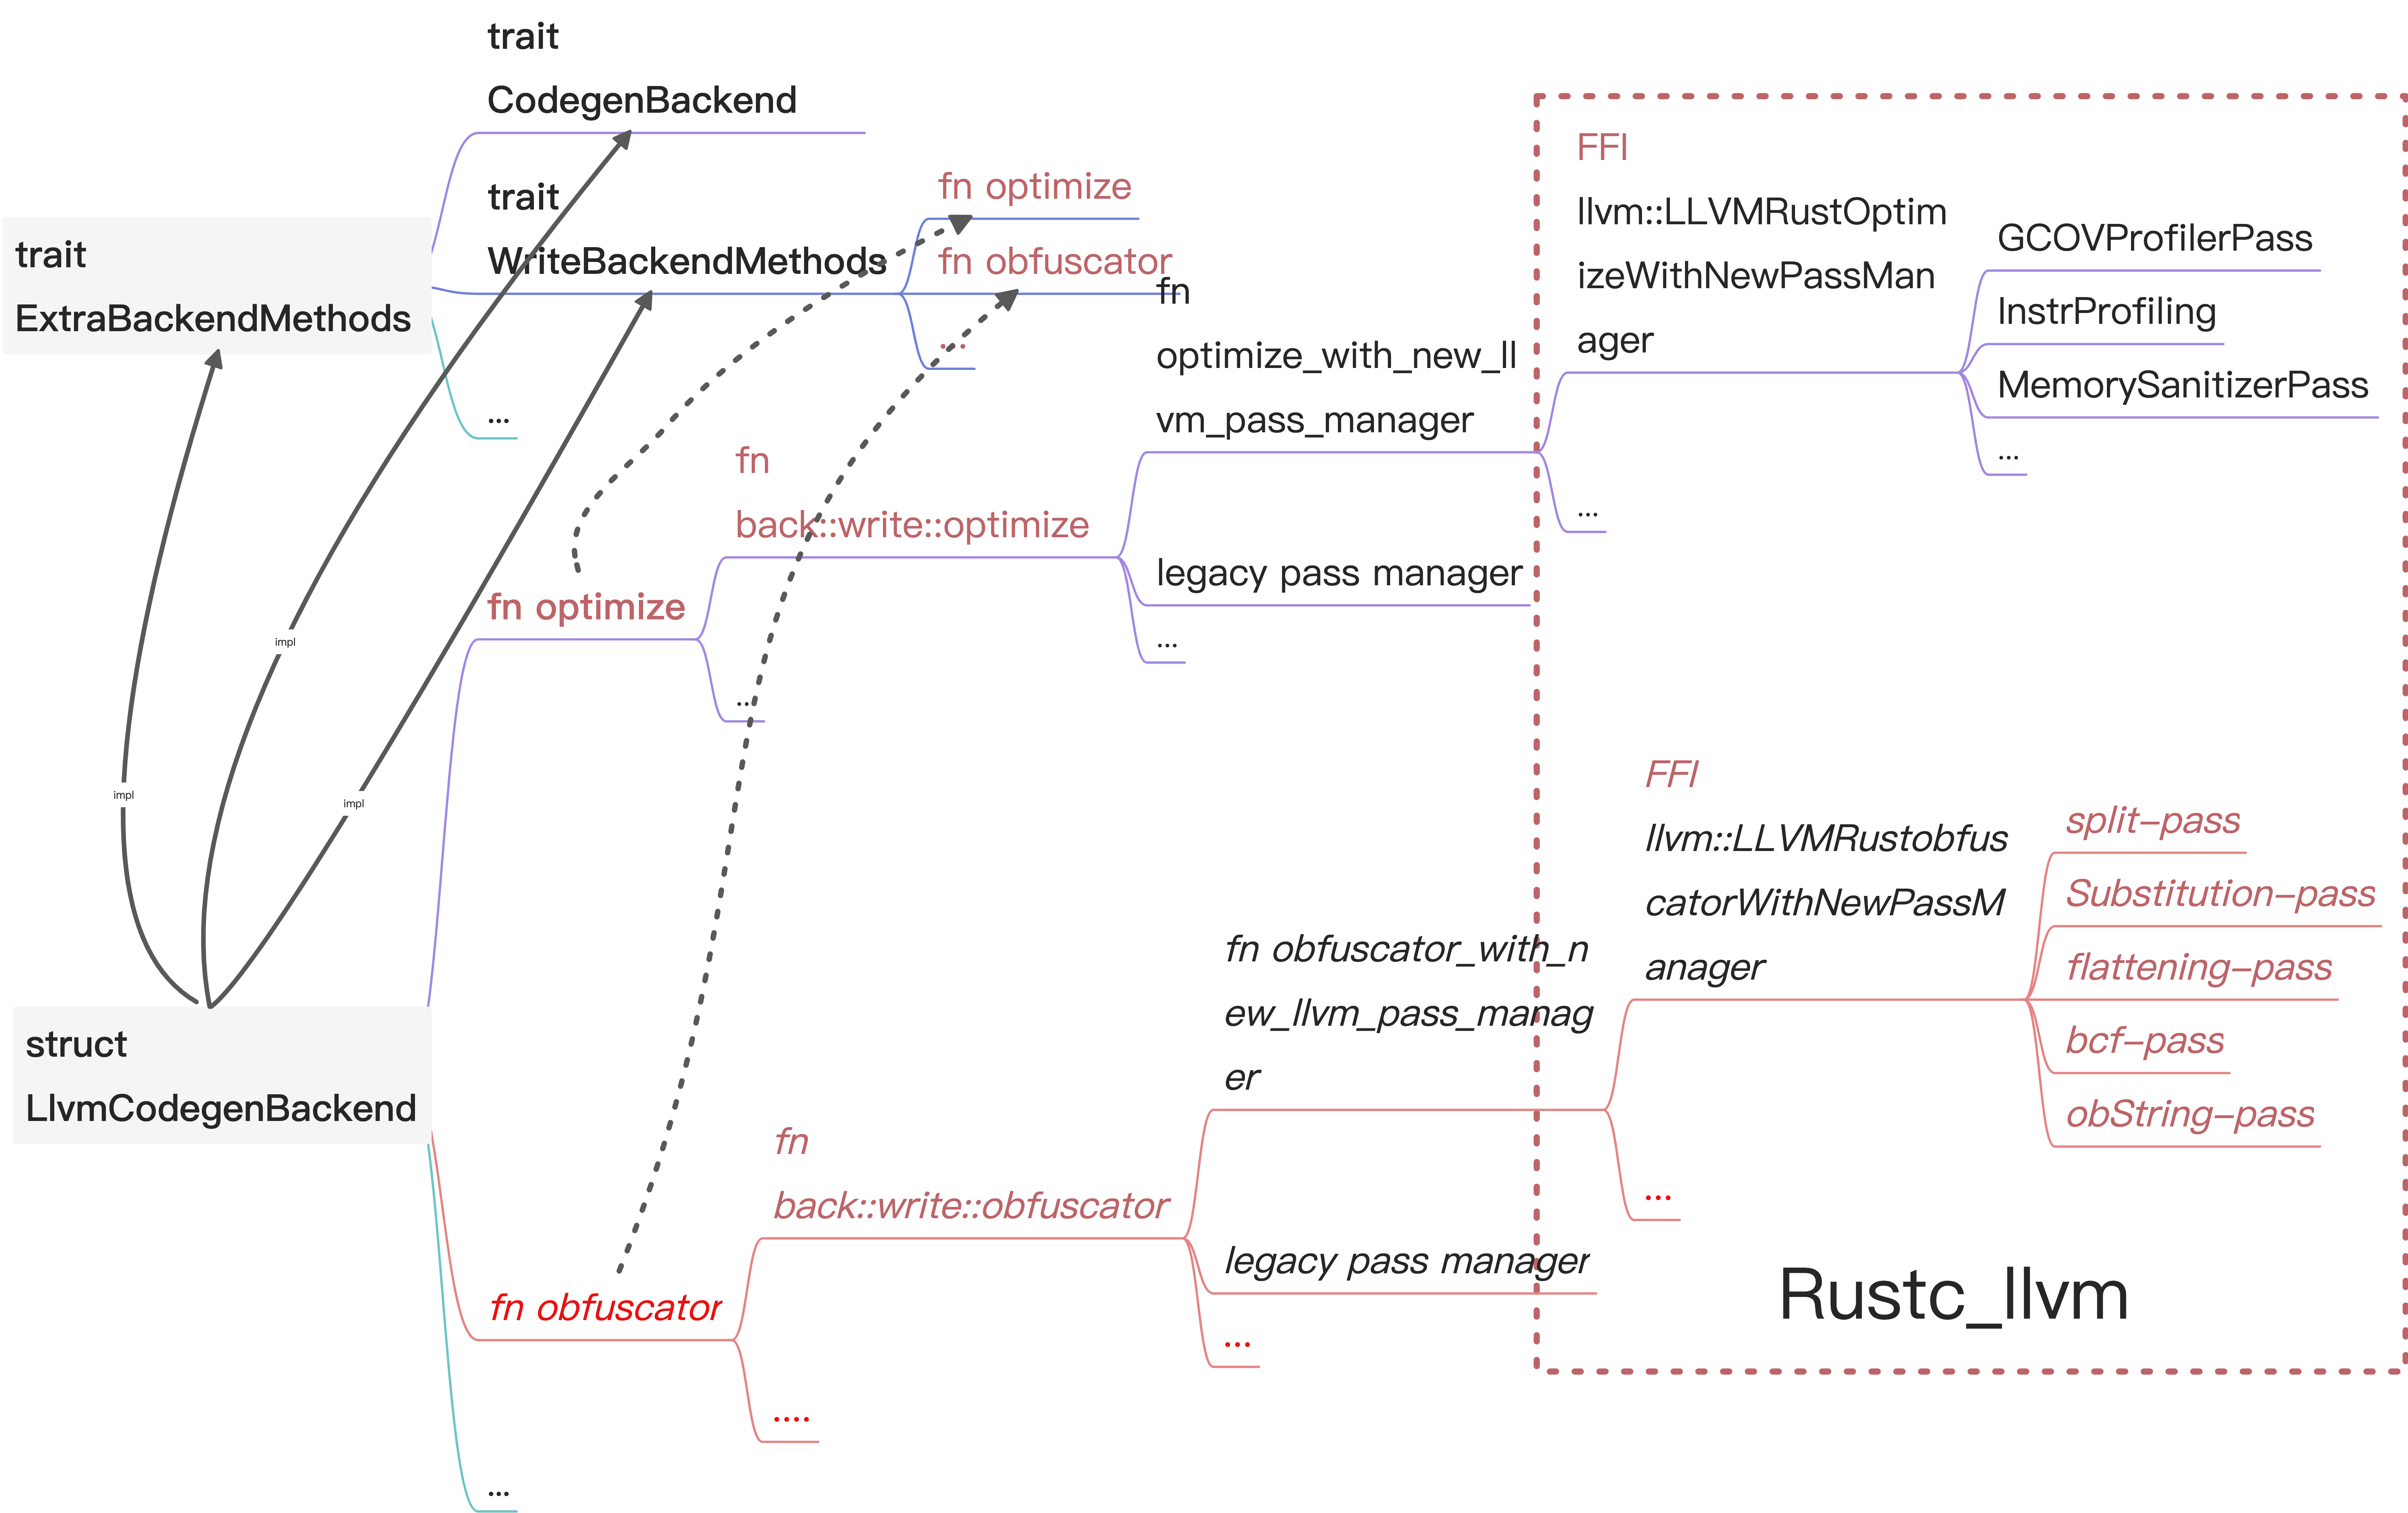 trait
CodegenBackend
trait
WriteBackendMethods
fn optimize
fn obfuscator
...
trait
ExtraBackendMethods
...
fn
optimize_with_new_ll
vm_pass_manager
fn
back::write::optimize
legacy pass manager
...
fn optimize
...
FFI
llvm::LLVMRustOptim
izeWithNewPassMan
ager
GCOVProfilerPass
InstrProfiling
MemorySanitizerPass
...
...
impl
impl
impl
struct
LlvmCodegenBackend
FFI
llvm::LLVMRustobfus
catorWithNewPassM
anager
split-pass
Substitution-pass
flattening-pass
bcf-pass
obString-pass
...
fn obfuscator_with_n
ew_llvm_pass_manag
er
fn
back::write::obfuscator
legacy pass manager
...
fn obfuscator
....
...
Rustc_llvm